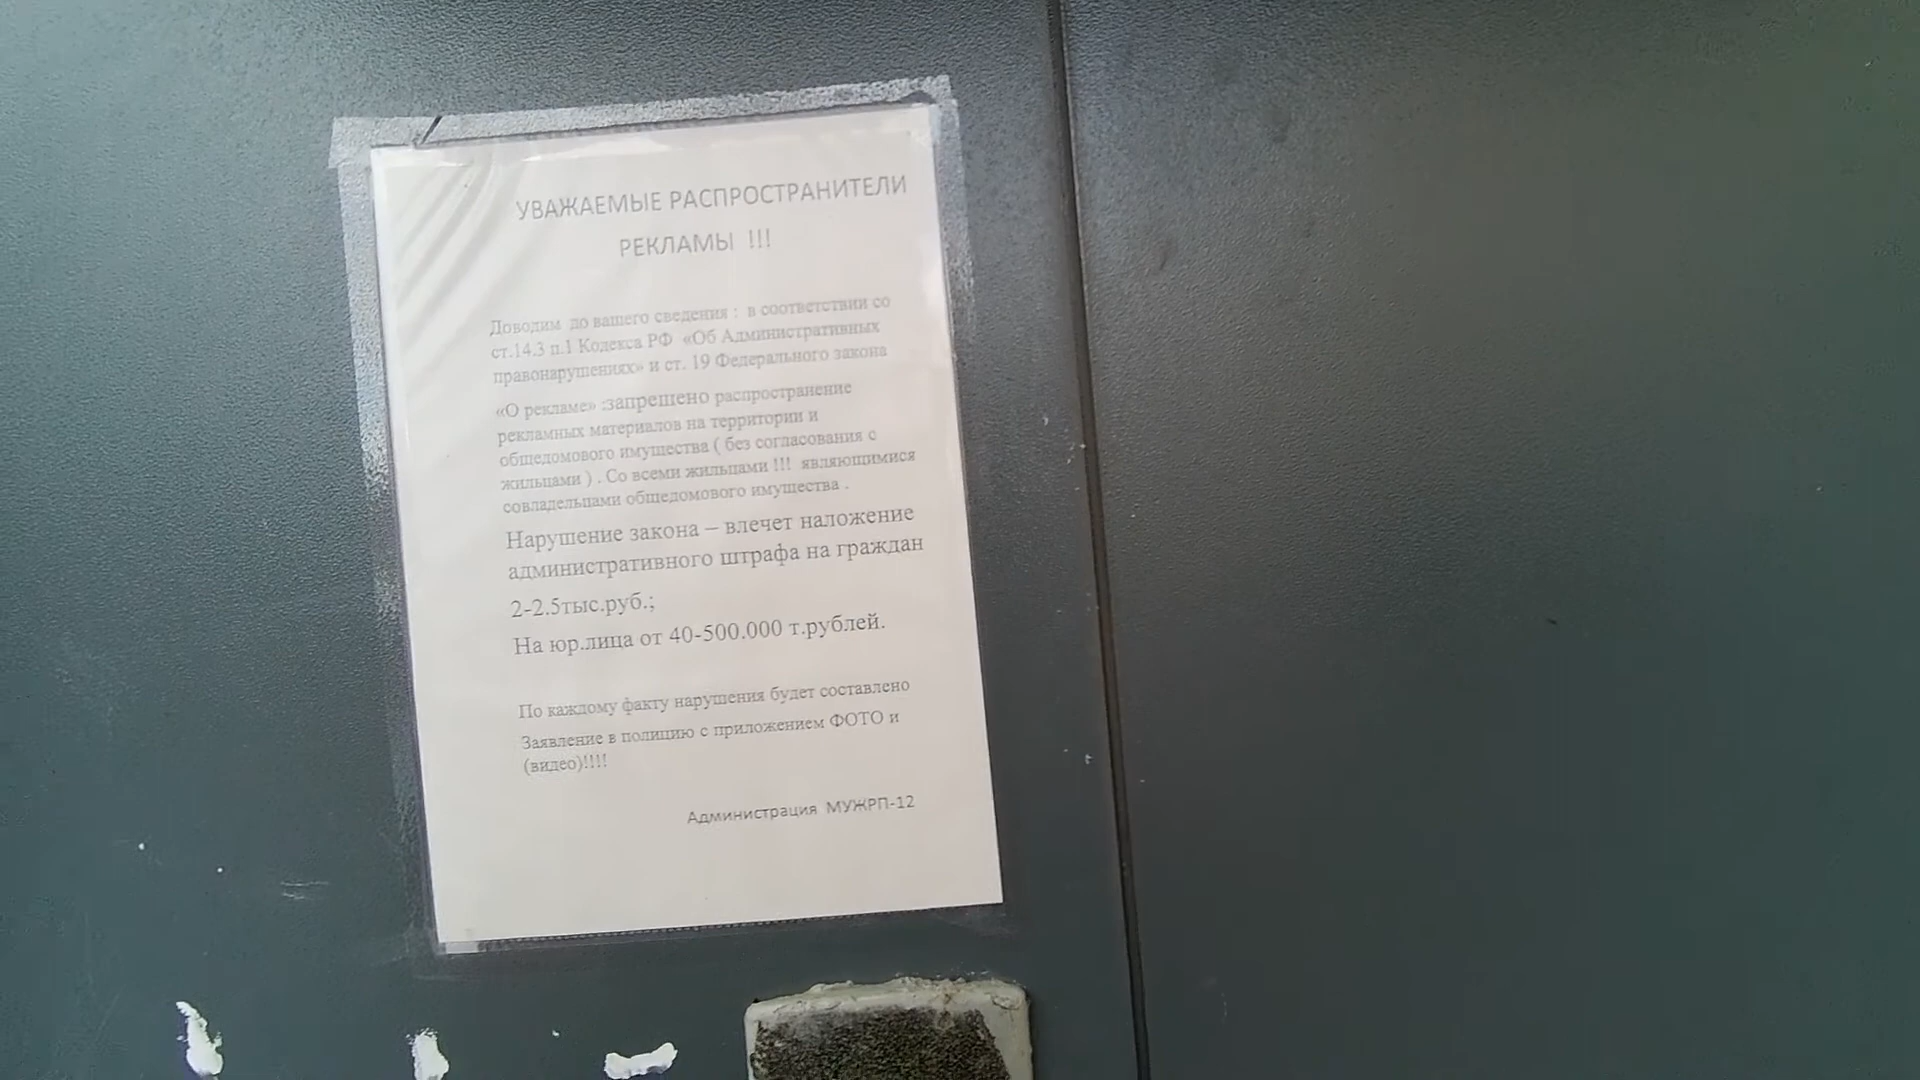 УВАЖАЕМЫЕ РАСПРОСТРАНИТЕЛИ
РЕКЛАМЫ !!!
Доводим до вашего сведения : в соответствии со
ст.14.3 п.1 Кодекса РФ «Об Административных
правонарушениях» и ст. 19 Федерального закона
«О рекламе» :запрещено распространение
рекламных материалов на территории и
общедомового имущества ( без согласования с
жильцами ) . Со всеми жильцами !!! являющимися
совладельцами общедомового имущества .
Нарушение закона – влечет наложение
административного штрафа на граждан
2-2.5тыс.руб.;
На юр.лица от 40-500.000 т.рублей.
По каждому факту нарушения будет составлено
Заявление в полицию с приложением ФОТО и
(видео)!!!!
Администрация МУЖРП-12